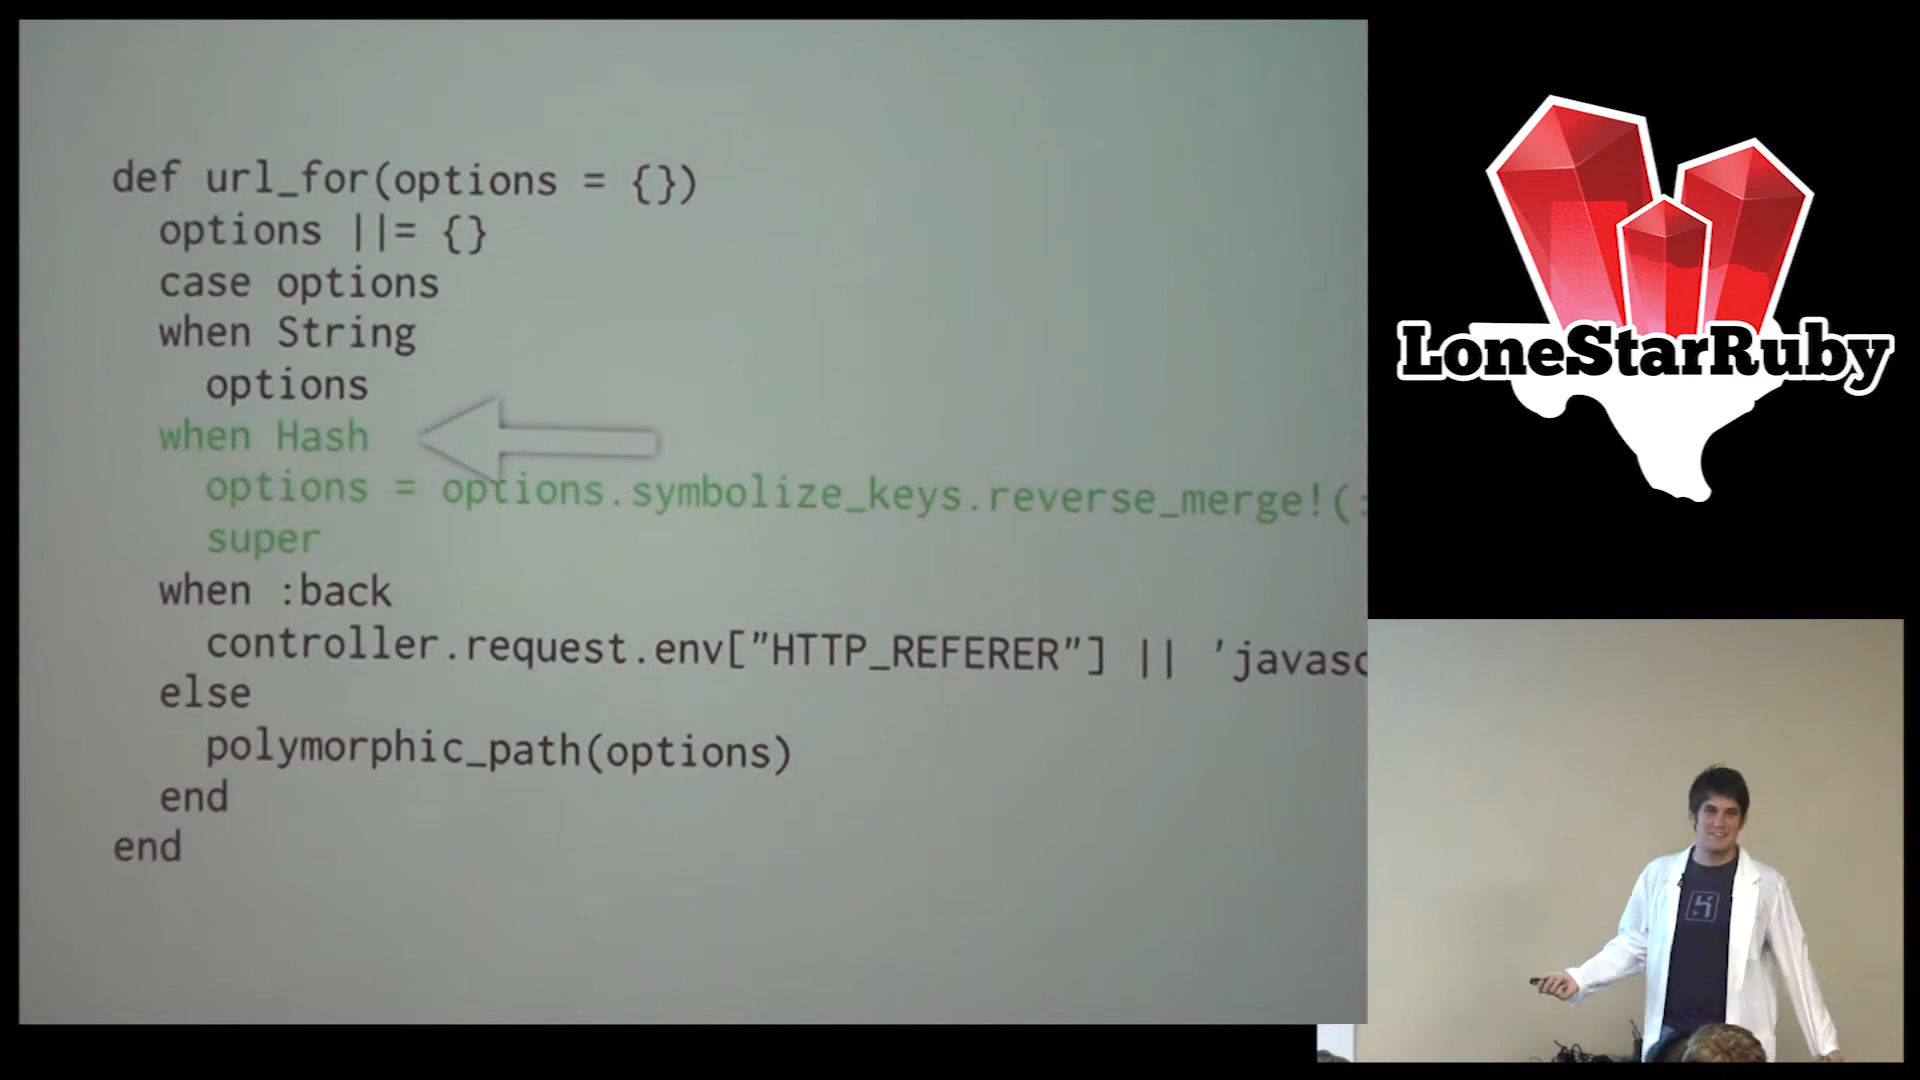 def url_for(options = {})
options ||= {}
case options
when String
options
when Hash
options = options.symbolize_keys.reverse_merge!(:
super
when :back
controller.request.env["HTTP_REFERER"] || 'javasc
else
polymorphic_path(options)
end
end
LoneStarRuby